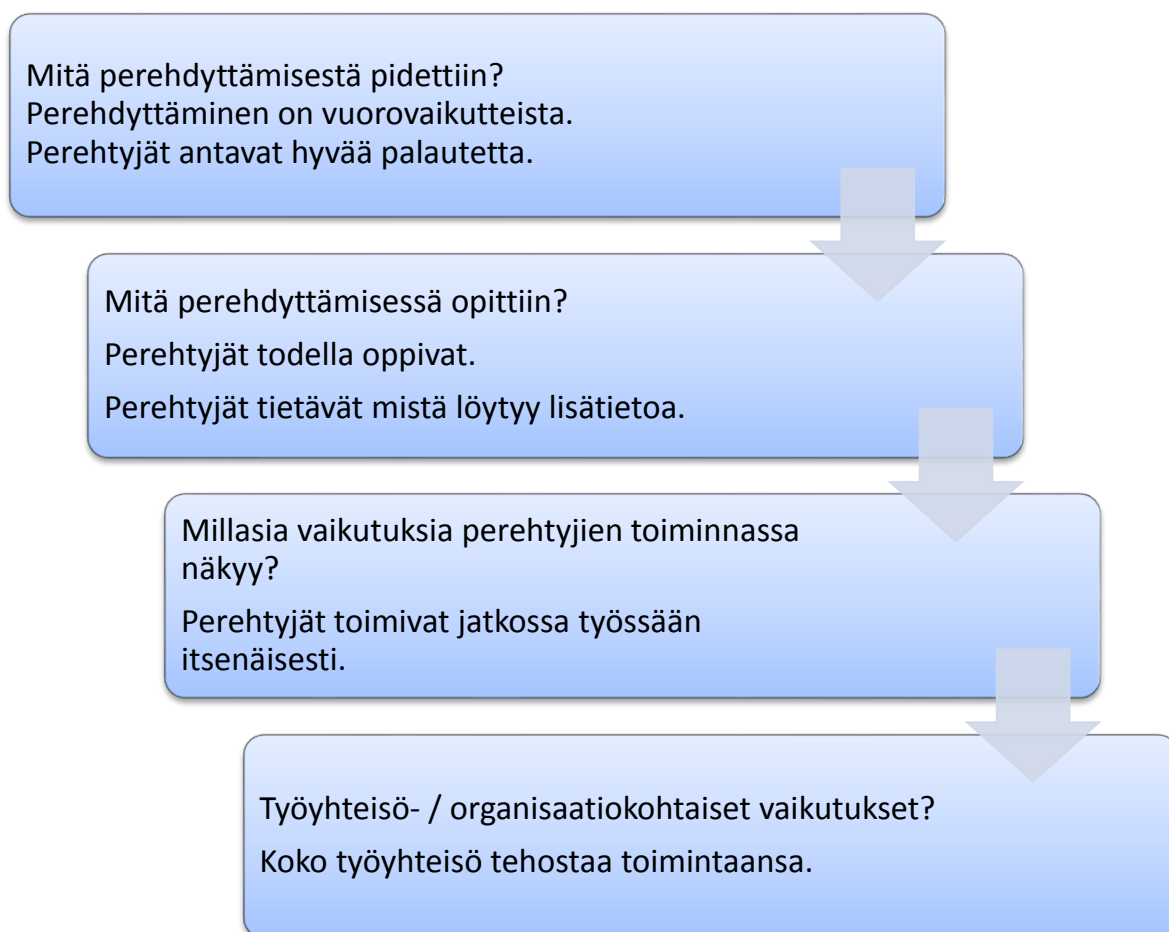 Mitä perehdyttämisestä pidettiin?
Perehdyttäminen on vuorovaikutteista.
Perehtyjät antavat hyvää palautetta.
Mitä perehdyttämisessä opittiin?
Perehtyjät todella oppivat.
Perehtyjät tietävät mistä löytyy lisätietoa.
Millasia vaikutuksia perehtyjien toiminnassa
näkyy?
Perehtyjät toimivat jatkossa työssään
itsenäisesti.
Työyhteisö- / organisaatiokohtaiset vaikutukset?
Koko työyhteisö tehostaa toimintaansa.